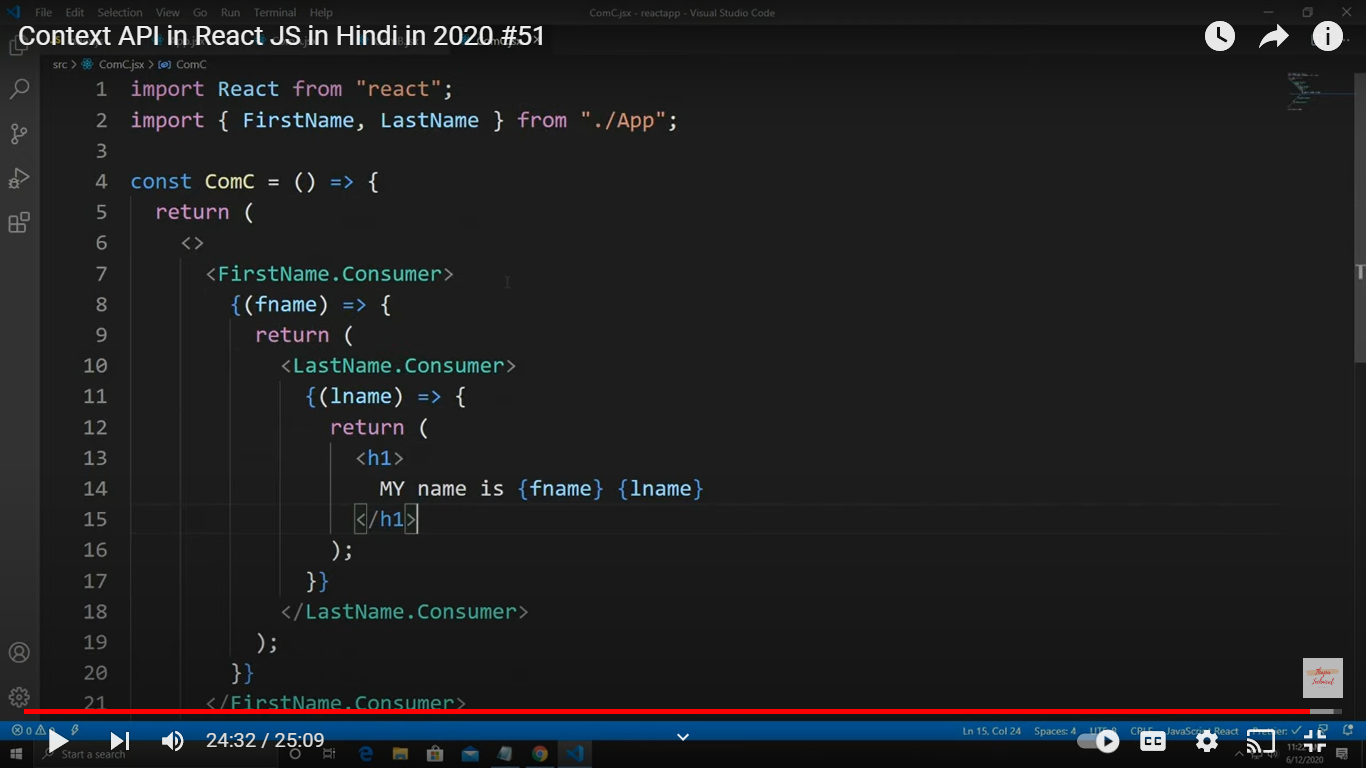 File Edit Selection View Go Run Terminal Help
ComC.jsx - reactapp - Visual Studio Code
Context API in React JS in Hindi in 2020 #51
src > ComC.jsx > ComC
1 import React from "react";
2 import { FirstName, LastName } from "./App";
3
4 const ComC = () => {
5 return (
6 <>
7 <FirstName.Consumer>
8 {(fname) => {
9 return (
10 <LastName.Consumer>
11 {(lname) => {
12 return (
13 <h1>
14 MY name is {fname} {lname}
15 </h1>
16 );
17 }}
18 </LastName.Consumer>
19 );
20 }}
21 </FirstName.Consumer>
Thapa
Technical
Ln 15, Col 24 Spaces: 4 UTF-8 CRLF JavaScript React Prettier: ✓
24:32 / 25:09
CC
Start a search
6/12/2020